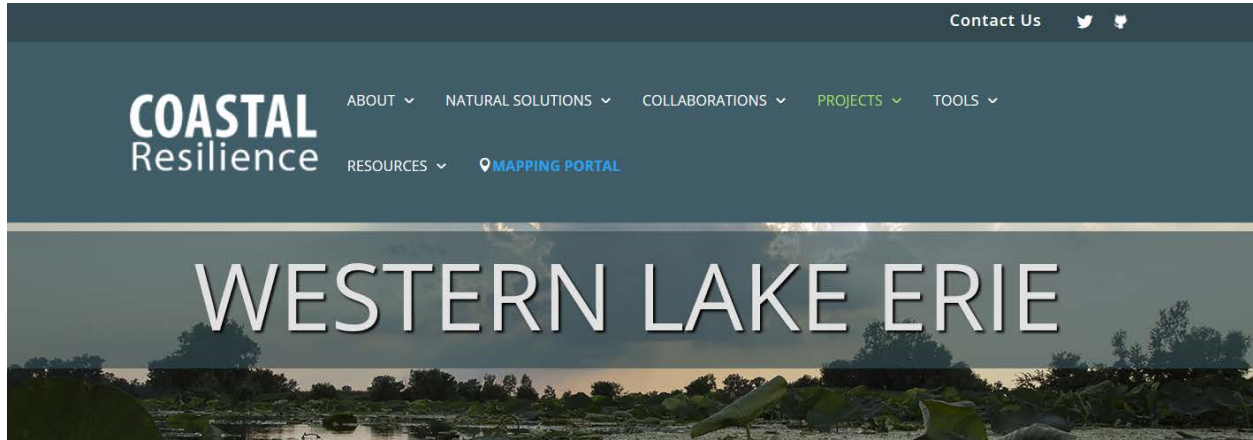 Contact Us
COASTAL
Resilience
ABOUT NATURAL SOLUTIONS COLLABORATIONS PROJECTS TOOLS
RESOURCES MAPPING PORTAL
WESTERN LAKE ERIE